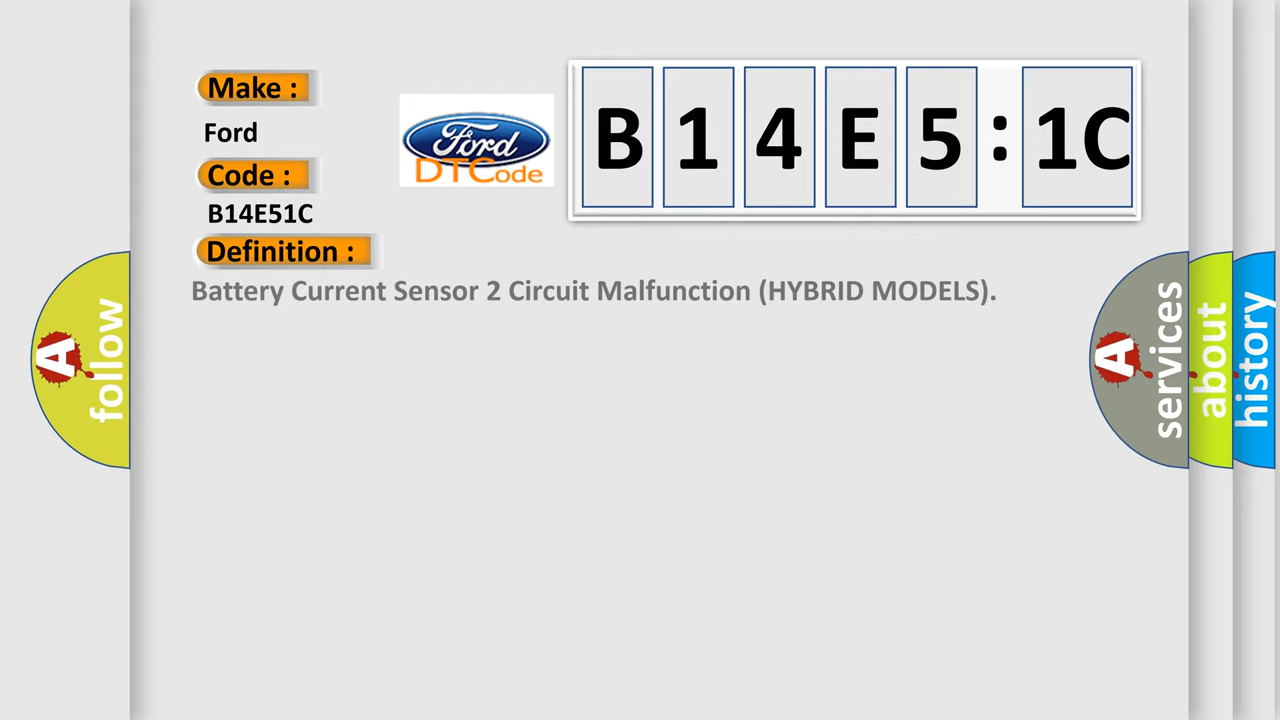 Make :
Ford
Code :
B14E51C
Definition :
Battery Current Sensor 2 Circuit Malfunction (HYBRID MODELS).
Ford
DTCode
B 1 4 E 5 : 1C
A follow
A services
about
history